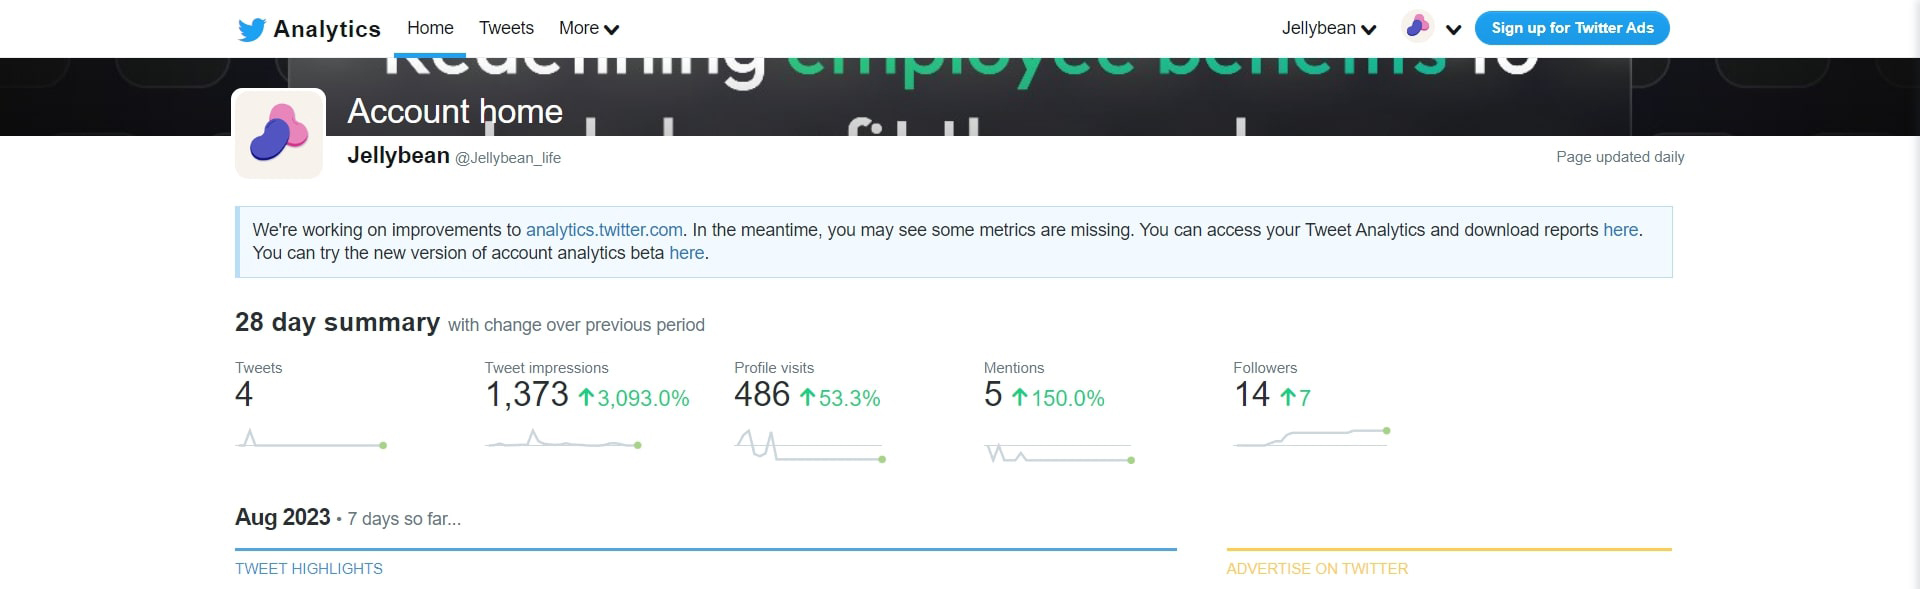 Analytics Home Tweets More Jellybean Sign up for Twitter Ads
Redefining employee benefits to
Account home
Jellybean @Jellybean_life Page updated daily
We're working on improvements to analytics.twitter.com. In the meantime, you may see some metrics are missing. You can access your Tweet Analytics and download reports here.
You can try the new version of account analytics beta here.
28 day summary with change over previous period
Tweets Tweet impressions Profile visits Mentions Followers
4 1,373 3,093.0% 486 53.3% 5 150.0% 14 7
Aug 2023 • 7 days so far...
TWEET HIGHLIGHTS ADVERTISE ON TWITTER